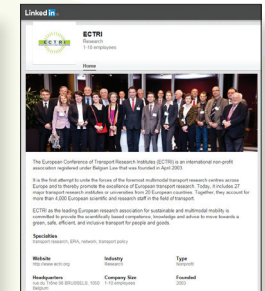 Linked in
ECTRI
ECTRI
Research
1-10 employees
Home
The European Conference of Transport Research Institutes (ECTRI) is an international non-profit
association registered under Belgian Law that was founded in April 2003.
It is the first attempt to unite the forces of the foremost multimodal transport research centres across
Europe and to thereby promote the excellence of European transport research. Today, it includes 27
major transport research institutes or universities from 20 European countries. Together, they account for
more than 4,000 European scientific and research staff in the field of transport.
ECTRI as the leading European research association for sustainable and multimodal mobility is
committed to provide the scientifically based competence, knowledge and advice to move towards a
green, safe, efficient, and inclusive transport for people and goods.
Specialties
transport research, ERA, network, transport policy
Website Industry Type
http://www.ectri.org Research Nonprofit
Headquarters Company Size Founded
rue du Trône 98 BRUSSELS, 1050 1-10 employees 2003
Belgium